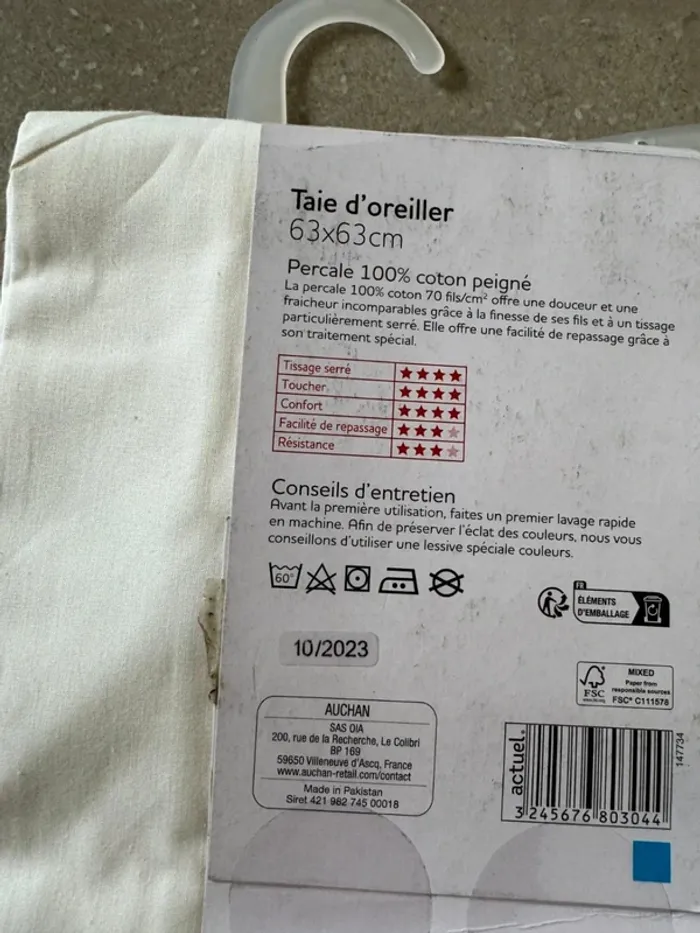 Taie d'oreiller
63x63cm
Percale 100% coton peigné
La percale 100% coton 70 fils/cm² offre une douceur et une
fraicheur incomparables grâce à la finesse de ses fils et à un tissage
particulièrement serré. Elle offre une facilité de repassage grâce à
son traitement spécial.
Tissage serré
Toucher
Confort
Facilité de repassage
Résistance
Conseils d'entretien
Avant la première utilisation, faites un premier lavage rapide
en machine. Afin de préserver l'éclat des couleurs, nous vous
conseillons d'utiliser une lessive spéciale couleurs.
60°
FR
ÉLÉMENTS
D'EMBALLAGE
10/2023
FSC
MIXED
Paper from
responsible sources
FSC® C111578
AUCHAN
SAS OIA
200, rue de la Recherche, Le Colibri
BP 169
59650 Villeneuve d'Ascq, France
www.auchan-retail.com/contact
Made in Pakistan
Siret 421 982 745 00018
actuel.
147734
3 245676 803044